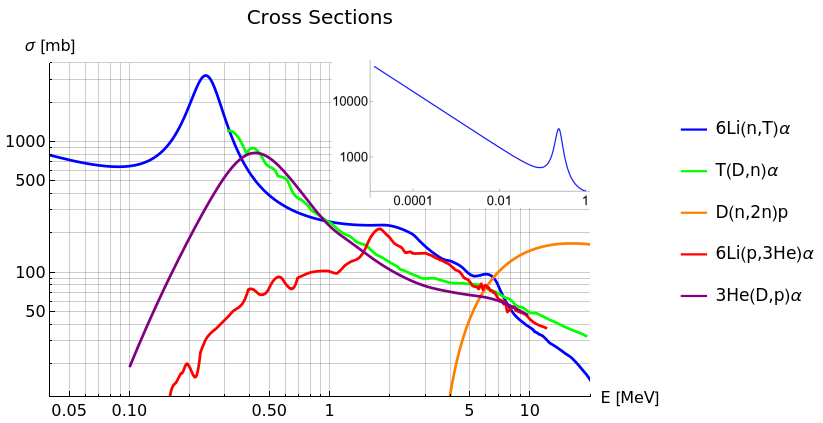 Cross Sections
σ [mb]
1000
500
100
50
0.05 0.10 0.50 1 5 10
E [MeV]
10000
1000
0.0001 0.01 1
6Li(n,T)α
T(D,n)α
D(n,2n)p
6Li(p,3He)α
3He(D,p)α